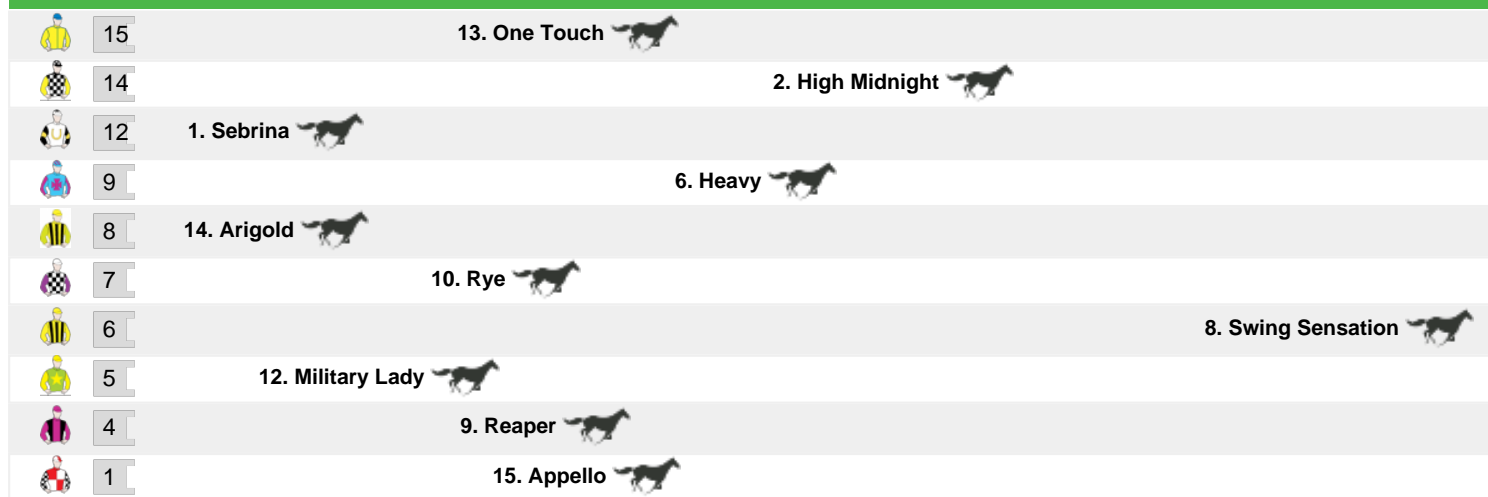 15 13. One Touch
14 2. High Midnight
12 1. Sebrina
9 6. Heavy
8 14. Arigold
7 10. Rye
6 8. Swing Sensation
5 12. Military Lady
4 9. Reaper
1 15. Appello